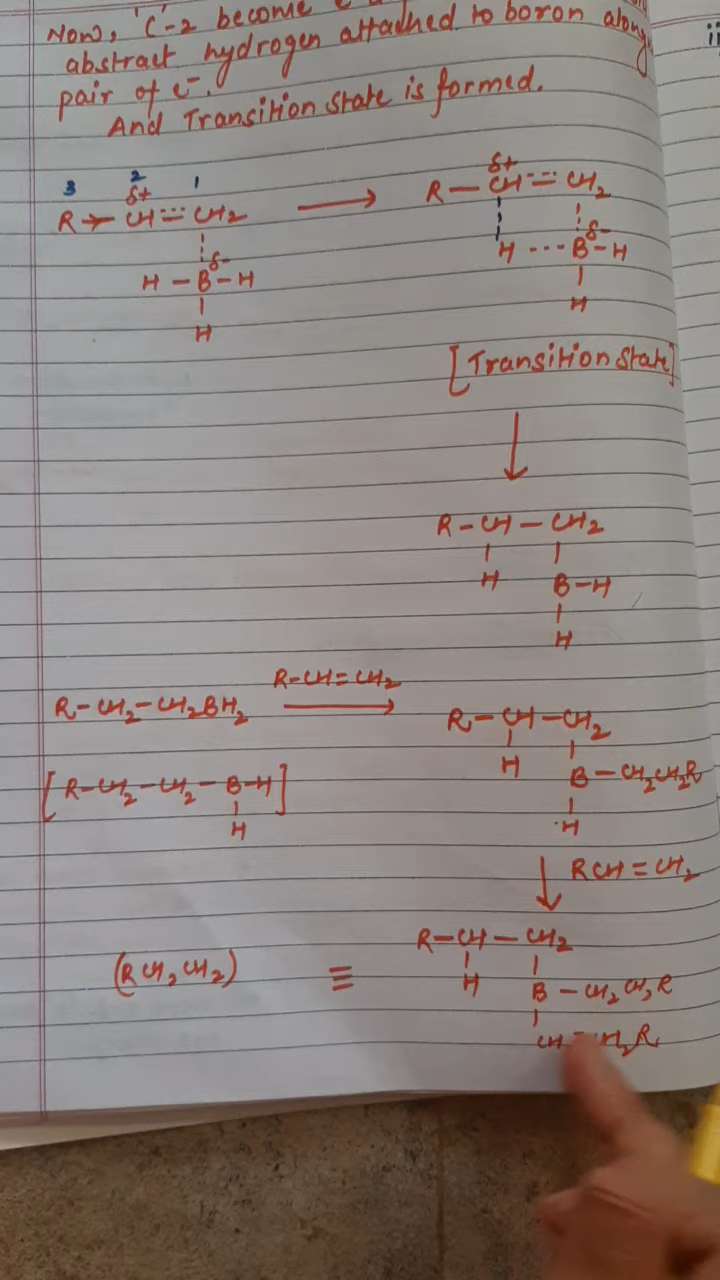 Now, 'C'-2 become
abstract hydrogen attached to boron along
pair of e⁻.
And Transition state is formed.
3 2 1
δ+ δ+
R → CH = CH₂ ⟶ R — CH = CH₂
δ- δ-
H – B – H H --- B – H
H H
[Transition state]
↓
R – CH – CH₂
H B – H
H
R – CH₂ – CH₂BH₂ R-CH=CH₂ ⟶ R – CH – CH₂
H B – CH₂CH₂R
[R – CH₂ – CH₂ – B – H]
H H
↓ RCH = CH₂
R – CH — CH₂
(RCH₂CH₂) ≡ H B – CH₂CH₂R